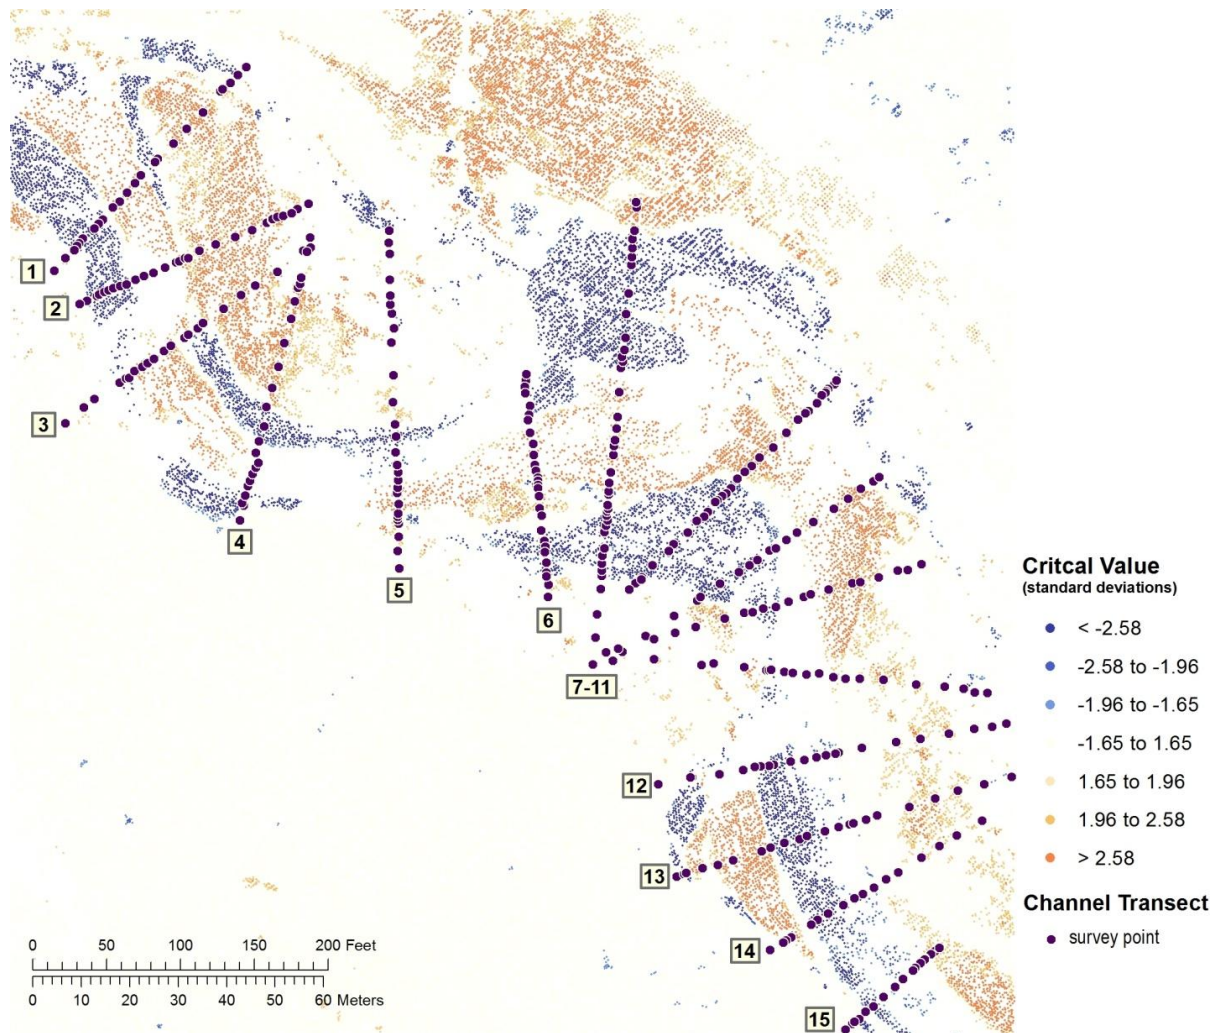 1
2
3
4
5
6
7-11
12
13
14
15
Critcal Value
(standard deviations)
< -2.58
-2.58 to -1.96
-1.96 to -1.65
-1.65 to 1.65
1.65 to 1.96
1.96 to 2.58
> 2.58
Channel Transect
survey point
0 50 100 150 200 Feet
0 10 20 30 40 50 60 Meters